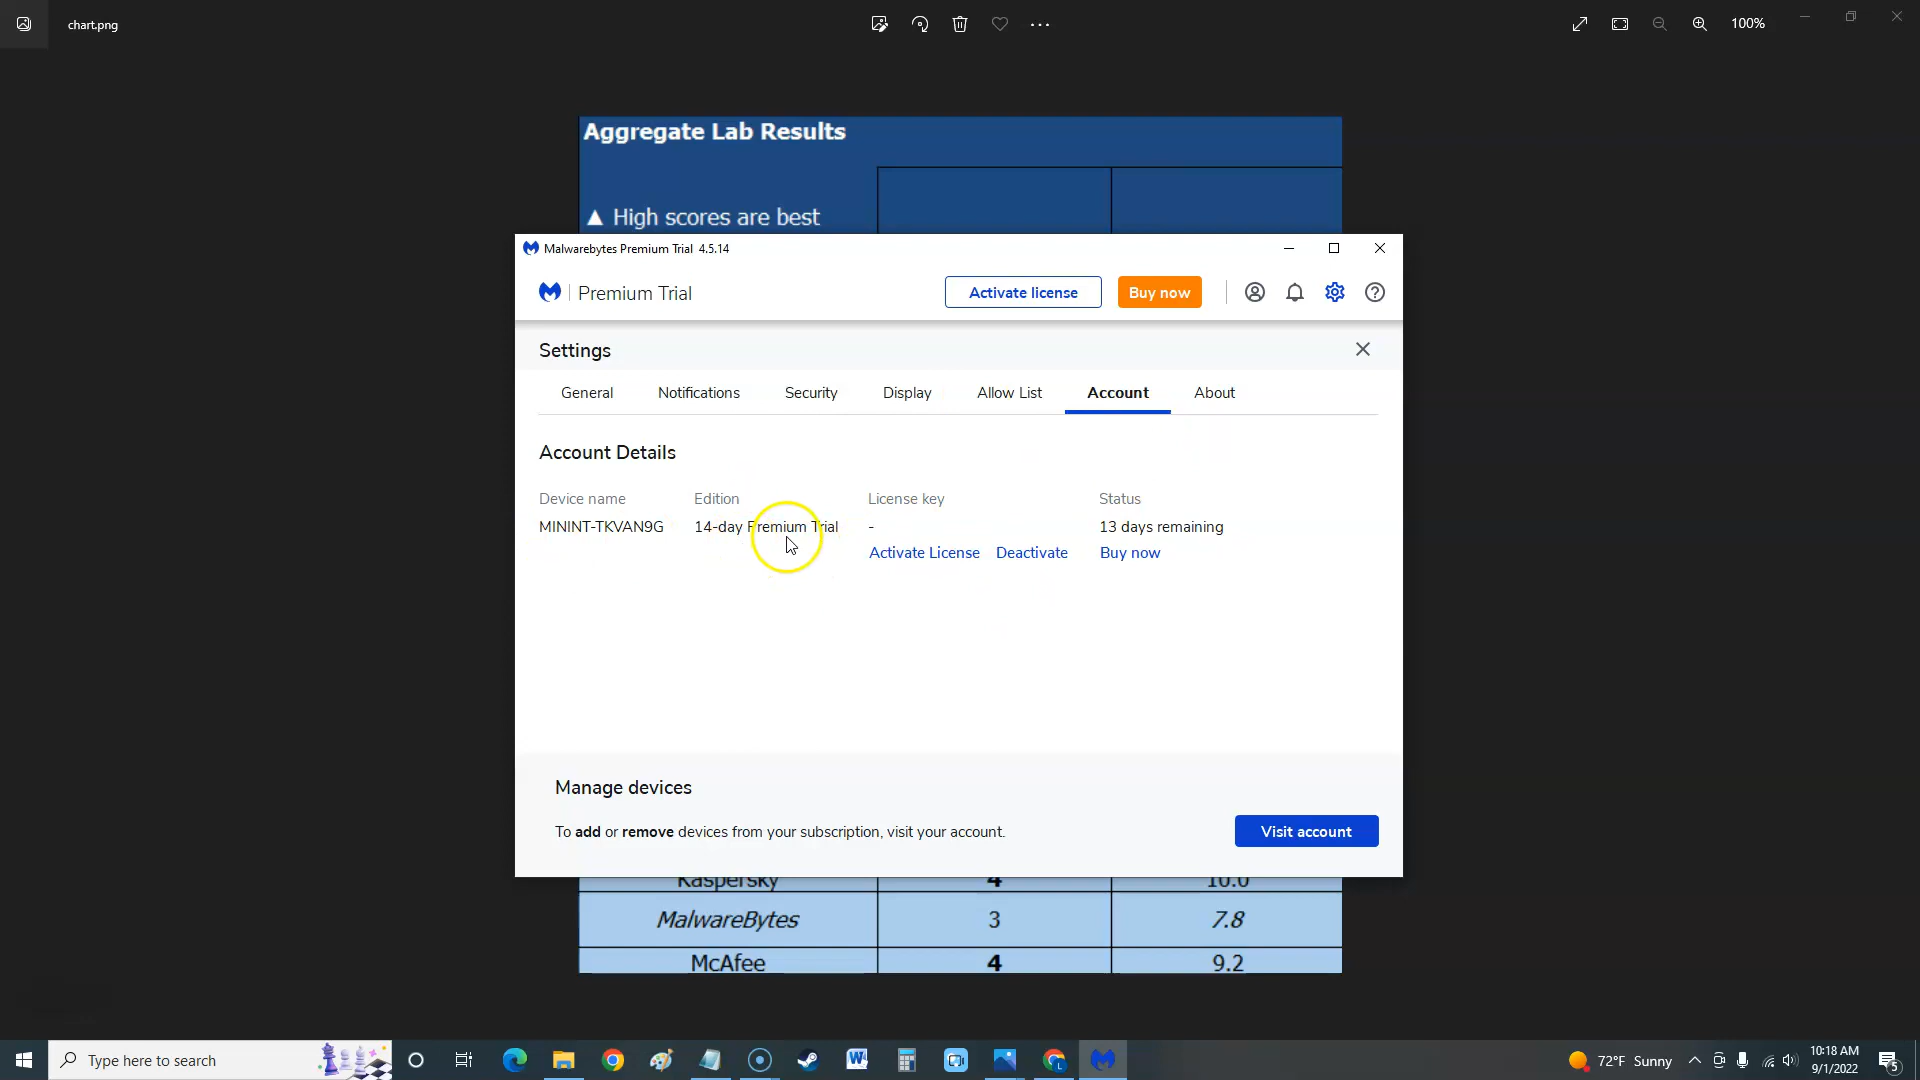 chart.png
100%
Aggregate Lab Results
▲ High scores are best
Malwarebytes Premium Trial 4.5.14
Premium Trial
Activate license
Buy now
Settings
General
Notifications
Security
Display
Allow List
Account
About
Account Details
Device name
Edition
License key
Status
MININT-TKVAN9G
14-day Premium Trial
-
13 days remaining
Activate License
Deactivate
Buy now
Manage devices
To add or remove devices from your subscription, visit your account.
Visit account
Kaspersky 4 10.0
MalwareBytes 3 7.8
McAfee 4 9.2
Type here to search
72°F Sunny
10:18 AM
9/1/2022
5